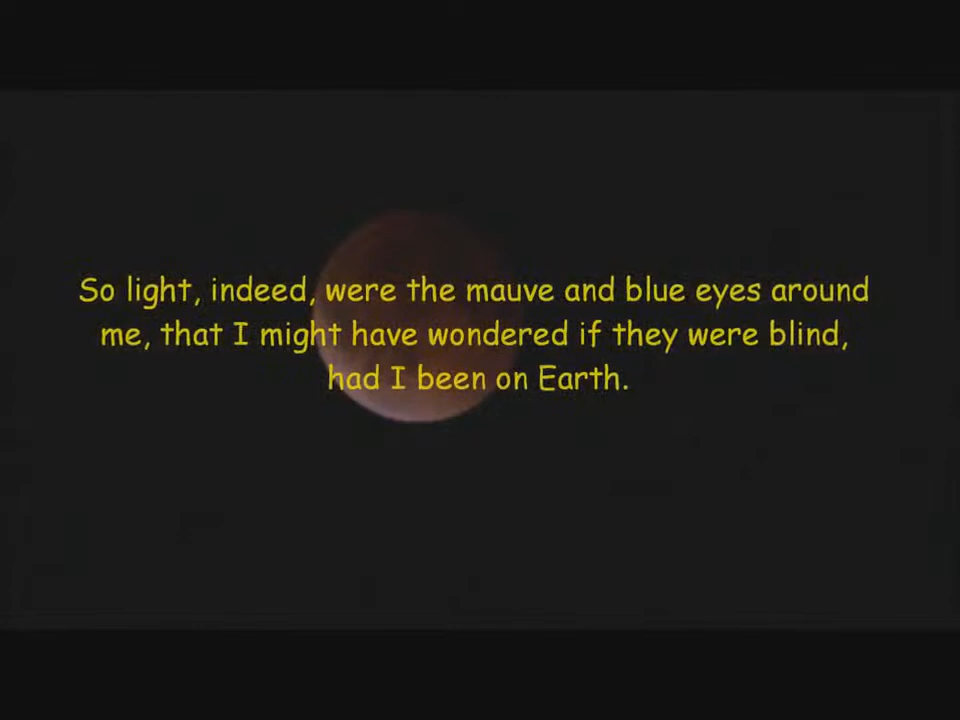 So light, indeed, were the mauve and blue eyes around
me, that I might have wondered if they were blind,
had I been on Earth.